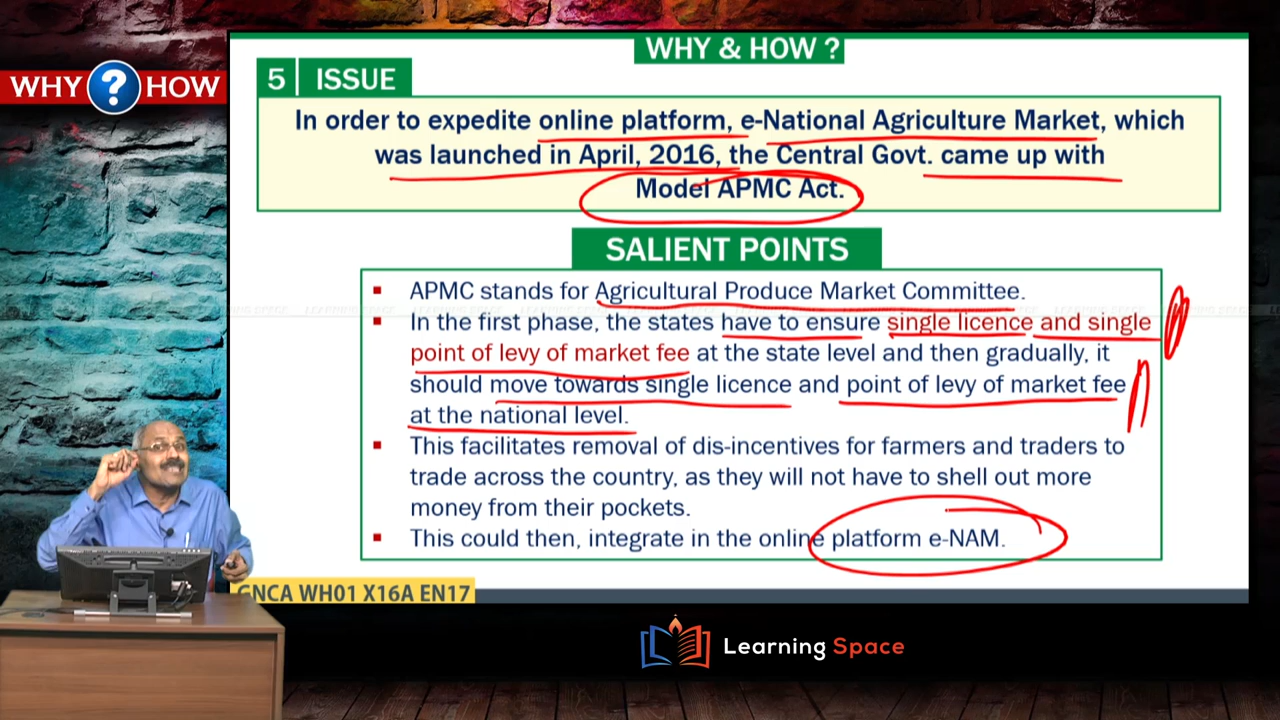 WHY & HOW ?
WHY ? HOW
5 ISSUE
In order to expedite online platform, e-National Agriculture Market, which
was launched in April, 2016, the Central Govt. came up with
Model APMC Act.
SALIENT POINTS
APMC stands for Agricultural Produce Market Committee.
In the first phase, the states have to ensure single licence and single
point of levy of market fee at the state level and then gradually, it
should move towards single licence and point of levy of market fee
at the national level.
This facilitates removal of dis-incentives for farmers and traders to
trade across the country, as they will not have to shell out more
money from their pockets.
This could then, integrate in the online platform e-NAM.
GNCA WH01 X16A EN17
Learning Space